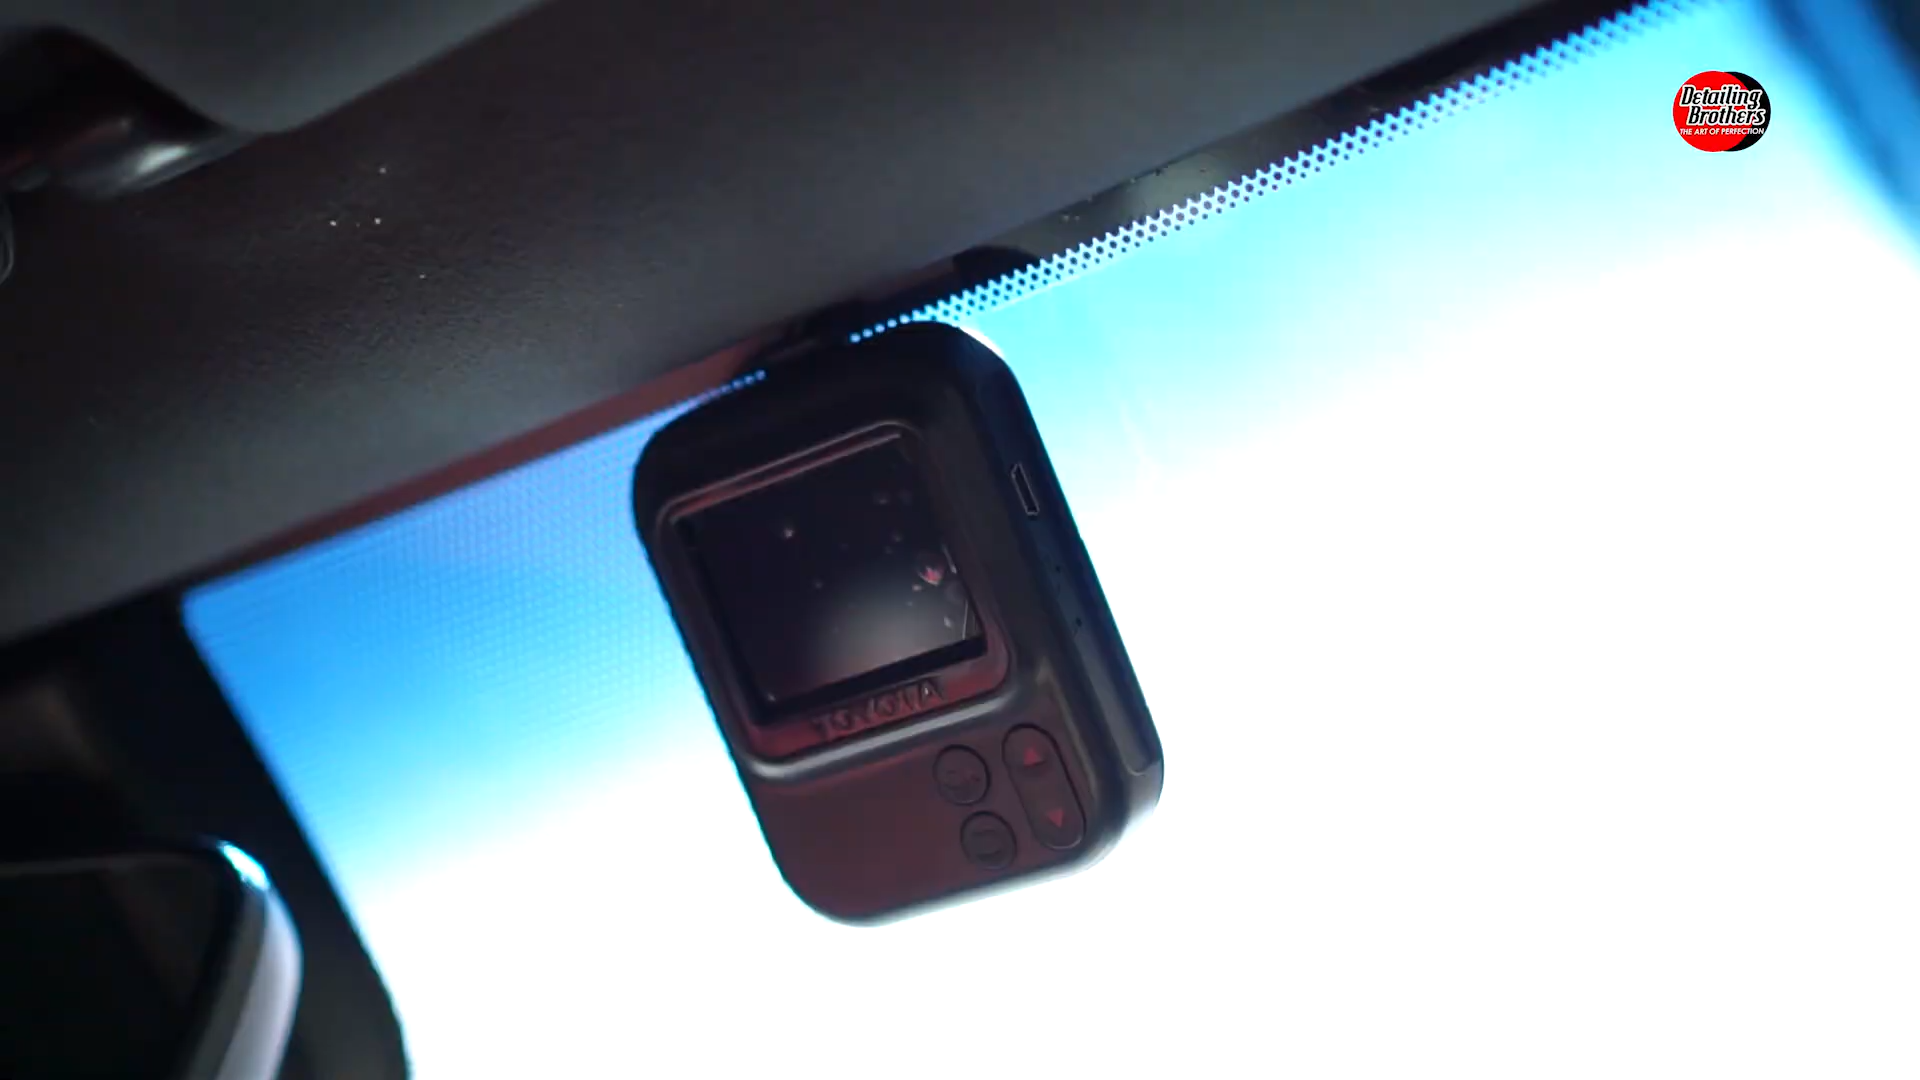 Detailing
Brothers
THE ART OF PERFECTION
TOYOTA